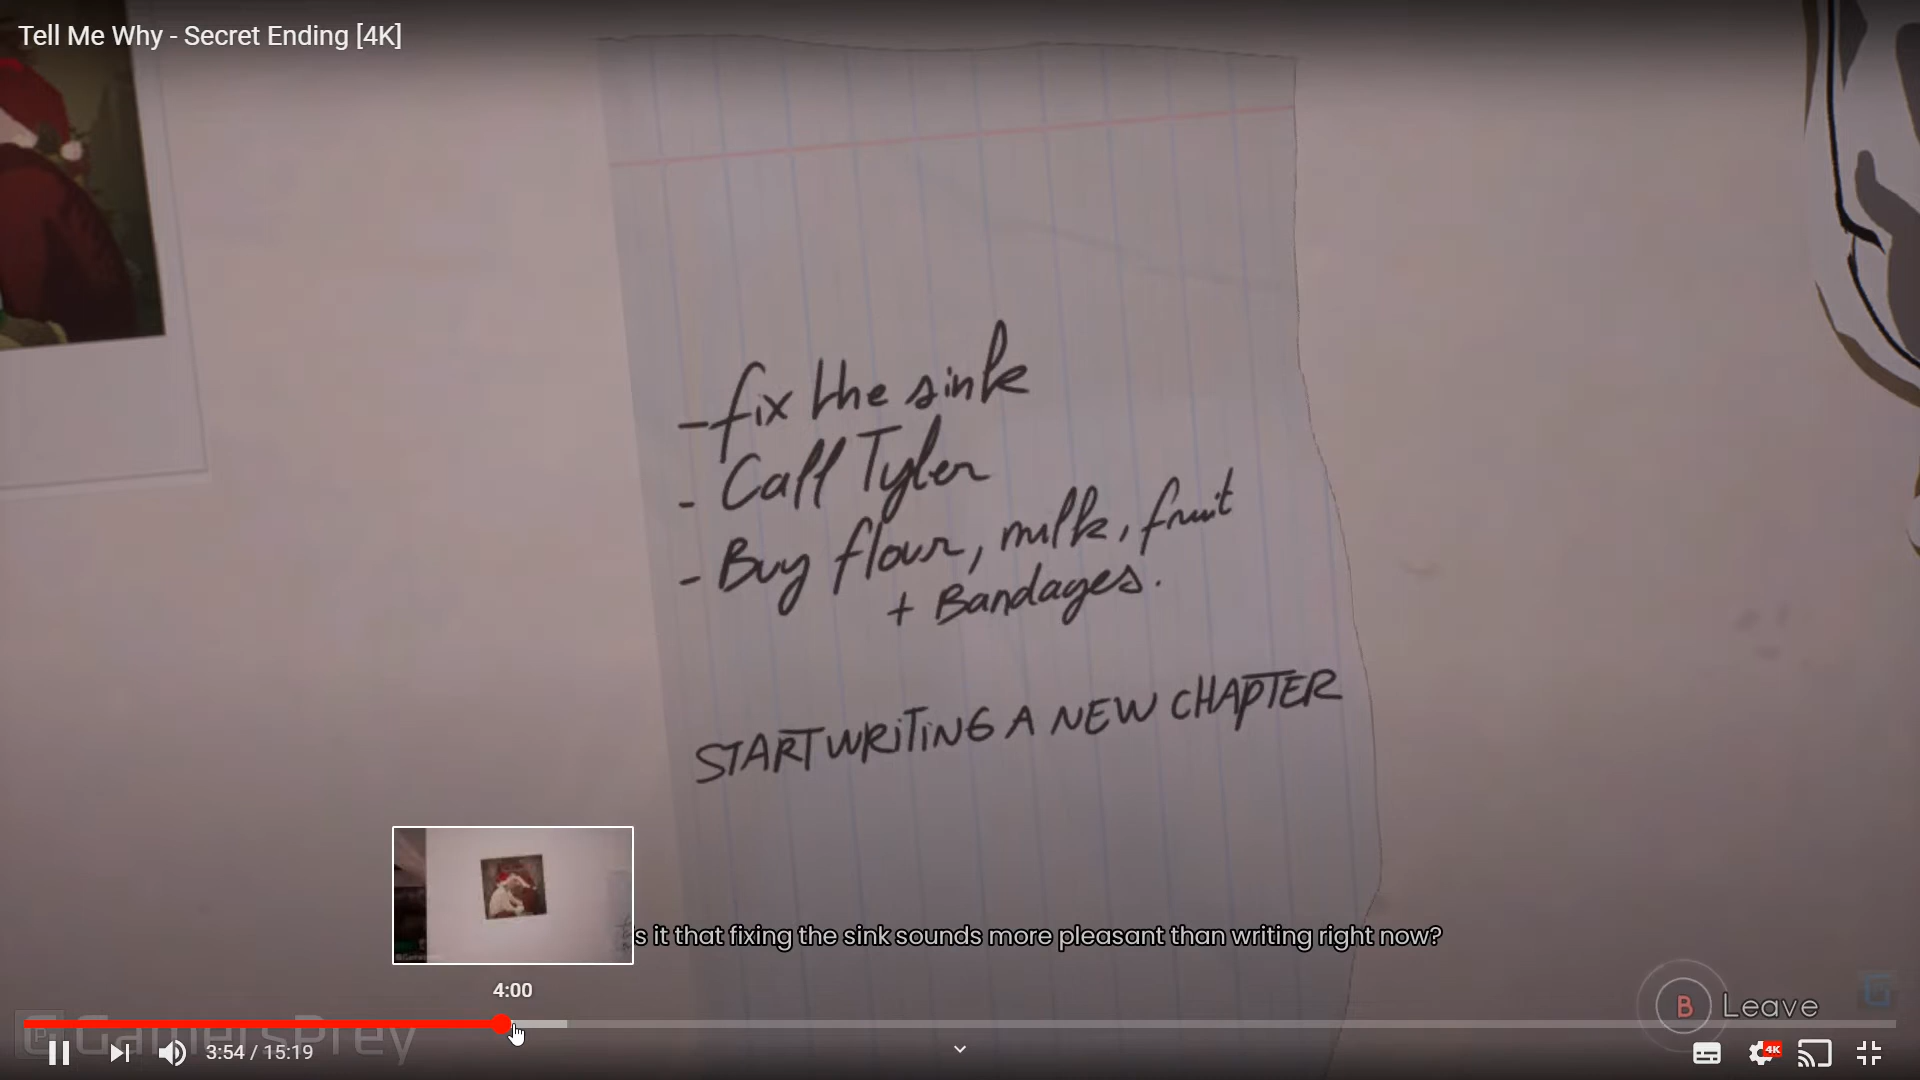 Tell Me Why - Secret Ending [4K]
-fix the sink
- Call Tyler
- Buy flour, milk, fruit
+ Bandages.
START WRITING A NEW CHAPTER
s it that fixing the sink sounds more pleasant than writing right now?
4:00
B Leave
GamersPrey
3:54 / 15:19
4K